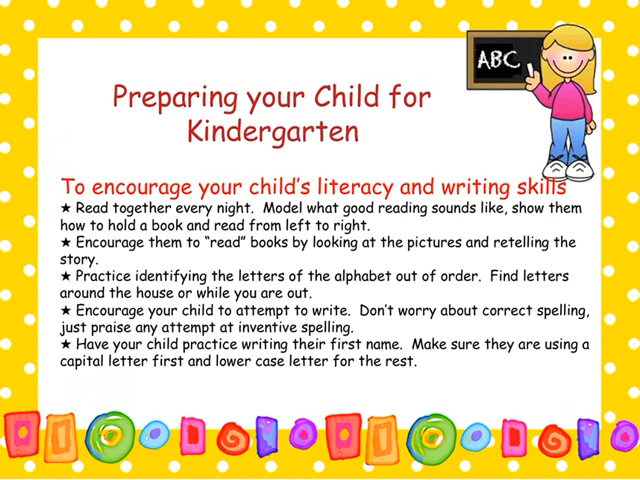 ABC
Preparing your Child for
Kindergarten
To encourage your child's literacy and writing skills
★ Read together every night.  Model what good reading sounds like, show them
how to hold a book and read from left to right.
★ Encourage them to “read” books by looking at the pictures and retelling the
story.
★ Practice identifying the letters of the alphabet out of order.  Find letters
around the house or while you are out.
★ Encourage your child to attempt to write.  Don't worry about correct spelling,
just praise any attempt at inventive spelling.
★ Have your child practice writing their first name.  Make sure they are using a
capital letter first and lower case letter for the rest.